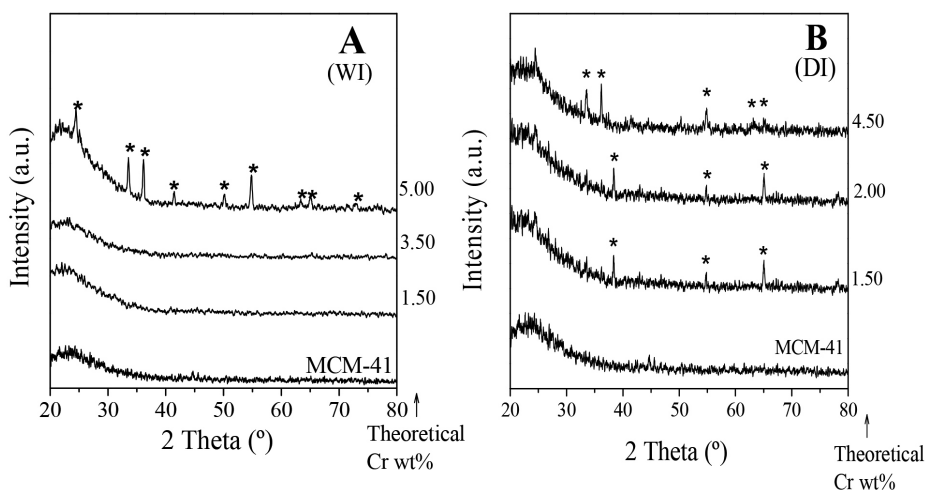 A
(WI)
Intensity (a.u.)
* * * * * * ** *
5.00
3.50
1.50
MCM-41
20 30 40 50 60 70 80
2 Theta (º)
↑
Theoretical
Cr wt%
B
(DI)
Intensity (a.u.)
* * * * *
4.50
* * *
2.00
* * *
1.50
MCM-41
20 30 40 50 60 70 80
2 Theta (º)
↑
Theoretical
Cr wt%